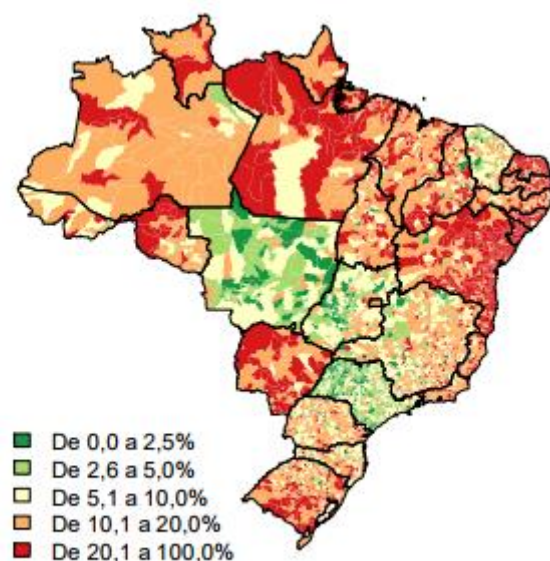 De 0,0 a 2,5%
De 2,6 a 5,0%
De 5,1 a 10,0%
De 10,1 a 20,0%
De 20,1 a 100,0%